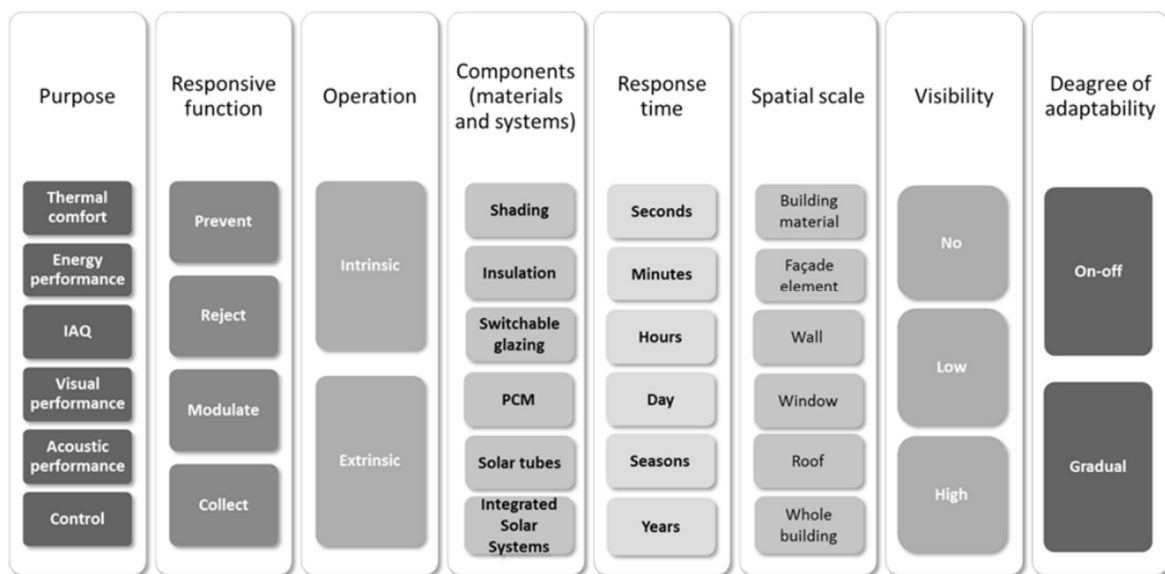 Purpose
Thermal
comfort
Energy
performance
IAQ
Visual
performance
Acoustic
performance
Control
Responsive
function
Prevent
Reject
Modulate
Collect
Operation
Intrinsic
Extrinsic
Components
(materials
and systems)
Shading
Insulation
Switchable
glazing
PCM
Solar tubes
Integrated
Solar
Systems
Response
time
Seconds
Minutes
Hours
Day
Seasons
Years
Spatial scale
Building
material
Façade
element
Wall
Window
Roof
Whole
building
Visibility
No
Low
High
Deagree of
adaptability
On-off
Gradual